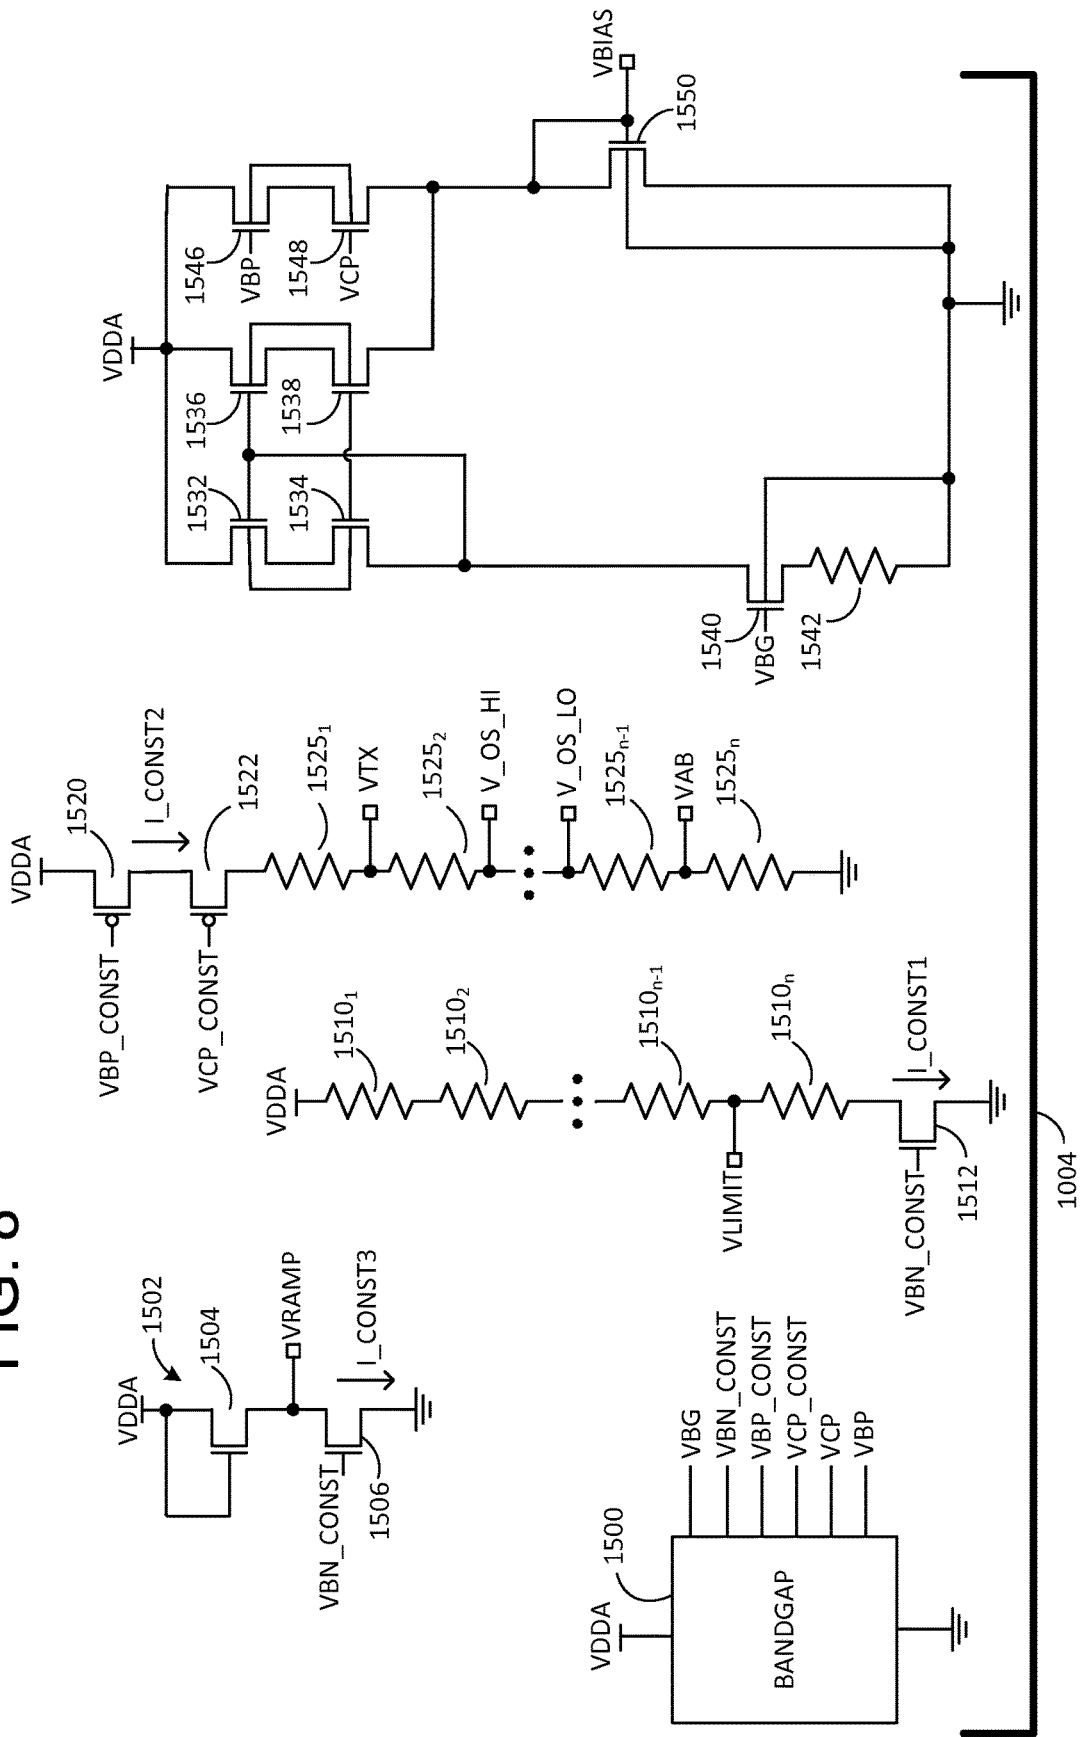 FIG.
VDDA
1502
1504
VRAMP
VBN_CONST
1506
I_CONST3
1500
VDDA
BANDGAP
VBG
VBN_CONST
VBP_CONST
VCP_CONST
VCP
VBP
VDDA
1510₁
1510₂
1510ₙ₋₁
VLIMIT
1510ₙ
VBN_CONST
1512
I_CONST1
VDDA
VBP_CONST
1520
I_CONST2
VCP_CONST
1522
1525₁
VTX
1525₂
V_OS_HI
V_OS_LO
1525ₙ₋₁
VAB
1525ₙ
VDDA
1532
1536
1546
VBP
1534
1538
1548
VCP
1540
VBG
1542
VBIAS
1550
1004